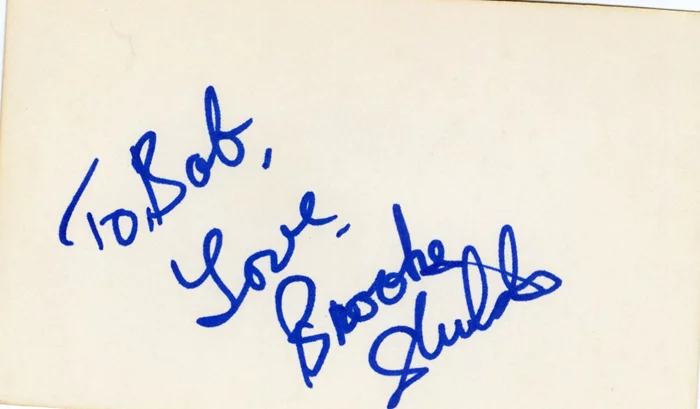 To Bob,
Love,
Brooke
Shields